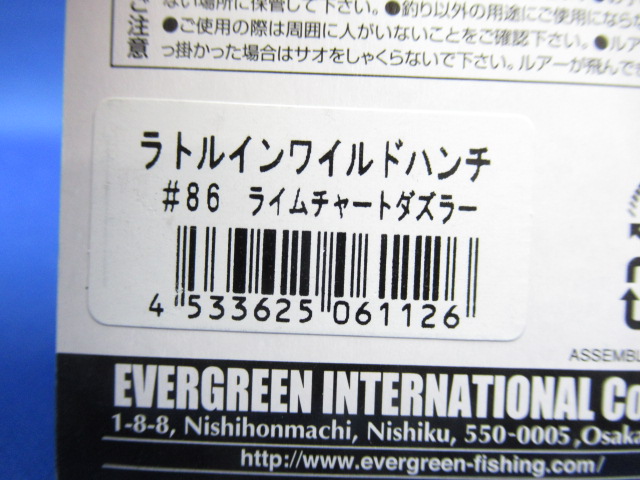 ご注意
ない場所に保管して下さい。●釣り以外の用途にご使用になら
●ご使用の際は周囲に人がいないことをご確認下さい。●ルア
っ掛かった場合はサオをしゃくらないで下さい。ルアーが飛んで
ラトルインワイルドハンチ
#86 ライムチャートダズラー
4 533625 061126
ASSEMBL
EVERGREEN INTERNATIONAL Co
1-8-8, Nishihonmachi, Nishiku, 550-0005, Osaka
http://www.evergreen-fishing.com/